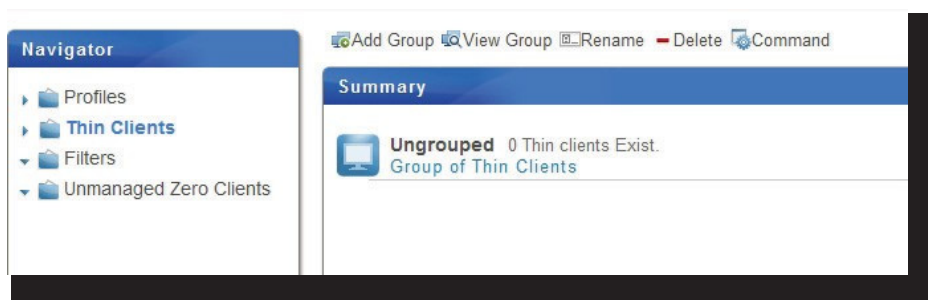 Navigator
Profiles
Thin Clients
Filters
Unmanaged Zero Clients
Add Group View Group Rename Delete Command
Summary
Ungrouped 0 Thin clients Exist.
Group of Thin Clients